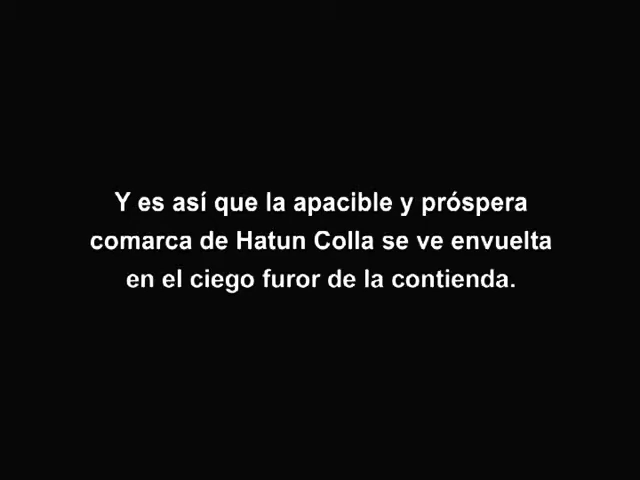 Y es así que la apacible y próspera
comarca de Hatun Colla se ve envuelta
en el ciego furor de la contienda.